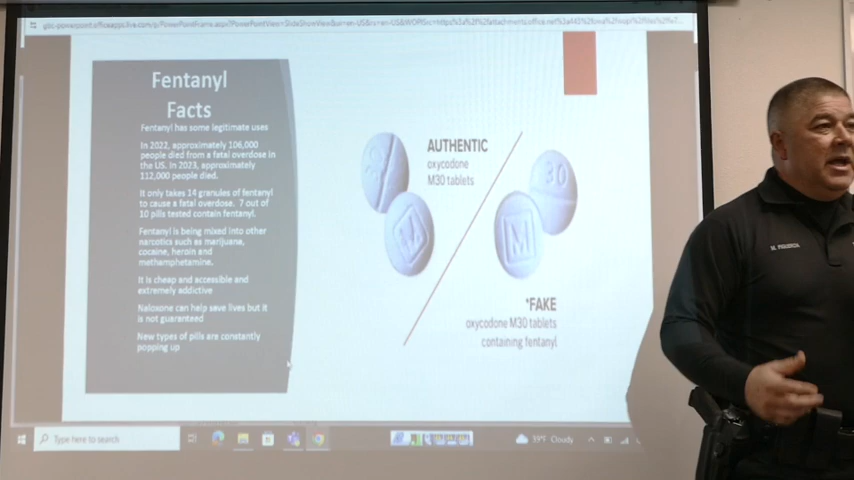 Fentanyl
Facts
Fentanyl has some legitimate uses
In 2022, approximately 106,000
people died from a fatal overdose in
the US. In 2023, approximately
112,000 people died.
It only takes 14 granules of fentanyl
to cause a fatal overdose. 7 out of
10 pills tested contain fentanyl.
Fentanyl is being mixed into other
narcotics such as marijuana,
cocaine, heroin and
methamphetamine.
It is cheap and accessible and
extremely addictive
Naloxone can help save lives but it
is not guaranteed
New types of pills are constantly
popping up
AUTHENTIC
oxycodone
M30 tablets
30
M
30
M
*FAKE
oxycodone M30 tablets
containing fentanyl
M. FIGUEROA
Type here to search
39°F Cloudy